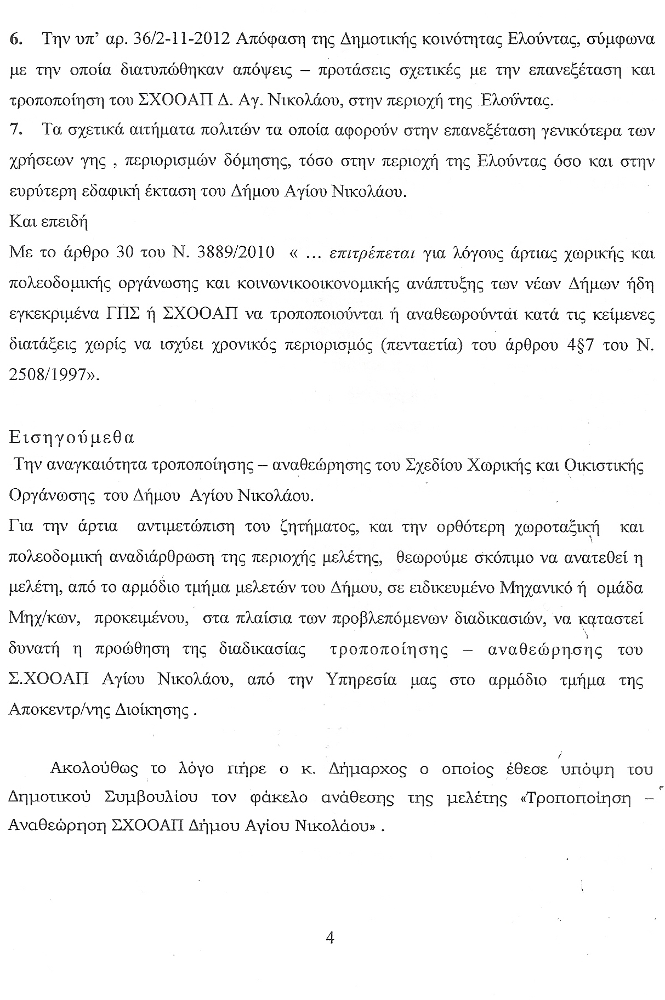 6. Την υπ’ αρ. 36/2-11-2012 Απόφαση της Δημοτικής κοινότητας Ελούντας, σύμφωνα
με την οποία διατυπώθηκαν απόψεις – προτάσεις σχετικές με την επανεξέταση και
τροποποίηση του ΣΧΟΟΑΠ Δ. Αγ. Νικολάου, στην περιοχή της Ελούντας.
7. Τα σχετικά αιτήματα πολιτών τα οποία αφορούν στην επανεξέταση γενικότερα των
χρήσεων γης , περιορισμών δόμησης, τόσο στην περιοχή της Ελούντας όσο και στην
ευρύτερη εδαφική έκταση του Δήμου Αγίου Νικολάου.
Και επειδή
Με το άρθρο 30 του Ν. 3889/2010 « ... επιτρέπεται για λόγους άρτιας χωρικής και
πολεοδομικής οργάνωσης και κοινωνικοοικονομικής ανάπτυξης των νέων Δήμων ήδη
εγκεκριμένα ΓΠΣ ή ΣΧΟΟΑΠ να τροποποιούνται ή αναθεωρούνται κατά τις κείμενες
διατάξεις χωρίς να ισχύει χρονικός περιορισμός (πενταετία) του άρθρου 4§7 του Ν.
2508/1997».
Εισηγούμεθα
Την αναγκαιότητα τροποποίησης – αναθεώρησης του Σχεδίου Χωρικής και Οικιστικής
Οργάνωσης του Δήμου Αγίου Νικολάου.
Για την άρτια αντιμετώπιση του ζητήματος, και την ορθότερη χωροταξική και
πολεοδομική αναδιάρθρωση της περιοχής μελέτης, θεωρούμε σκόπιμο να ανατεθεί η
μελέτη, από το αρμόδιο τμήμα μελετών του Δήμου, σε ειδικευμένο Μηχανικό ή ομάδα
Μηχ/κων, προκειμένου, στα πλαίσια των προβλεπόμενων διαδικασιών, να καταστεί
δυνατή η προώθηση της διαδικασίας τροποποίησης – αναθεώρησης του
Σ.ΧΟΟΑΠ Αγίου Νικολάου, από την Υπηρεσία μας στο αρμόδιο τμήμα της
Αποκεντρ/νης Διοίκησης .
Ακολούθως το λόγο πήρε ο κ. Δήμαρχος ο οποίος έθεσε υπόψη του
Δημοτικού Συμβουλίου τον φάκελο ανάθεσης της μελέτης «Τροποποίηση –
Αναθεώρηση ΣΧΟΟΑΠ Δήμου Αγίου Νικολάου» .
4